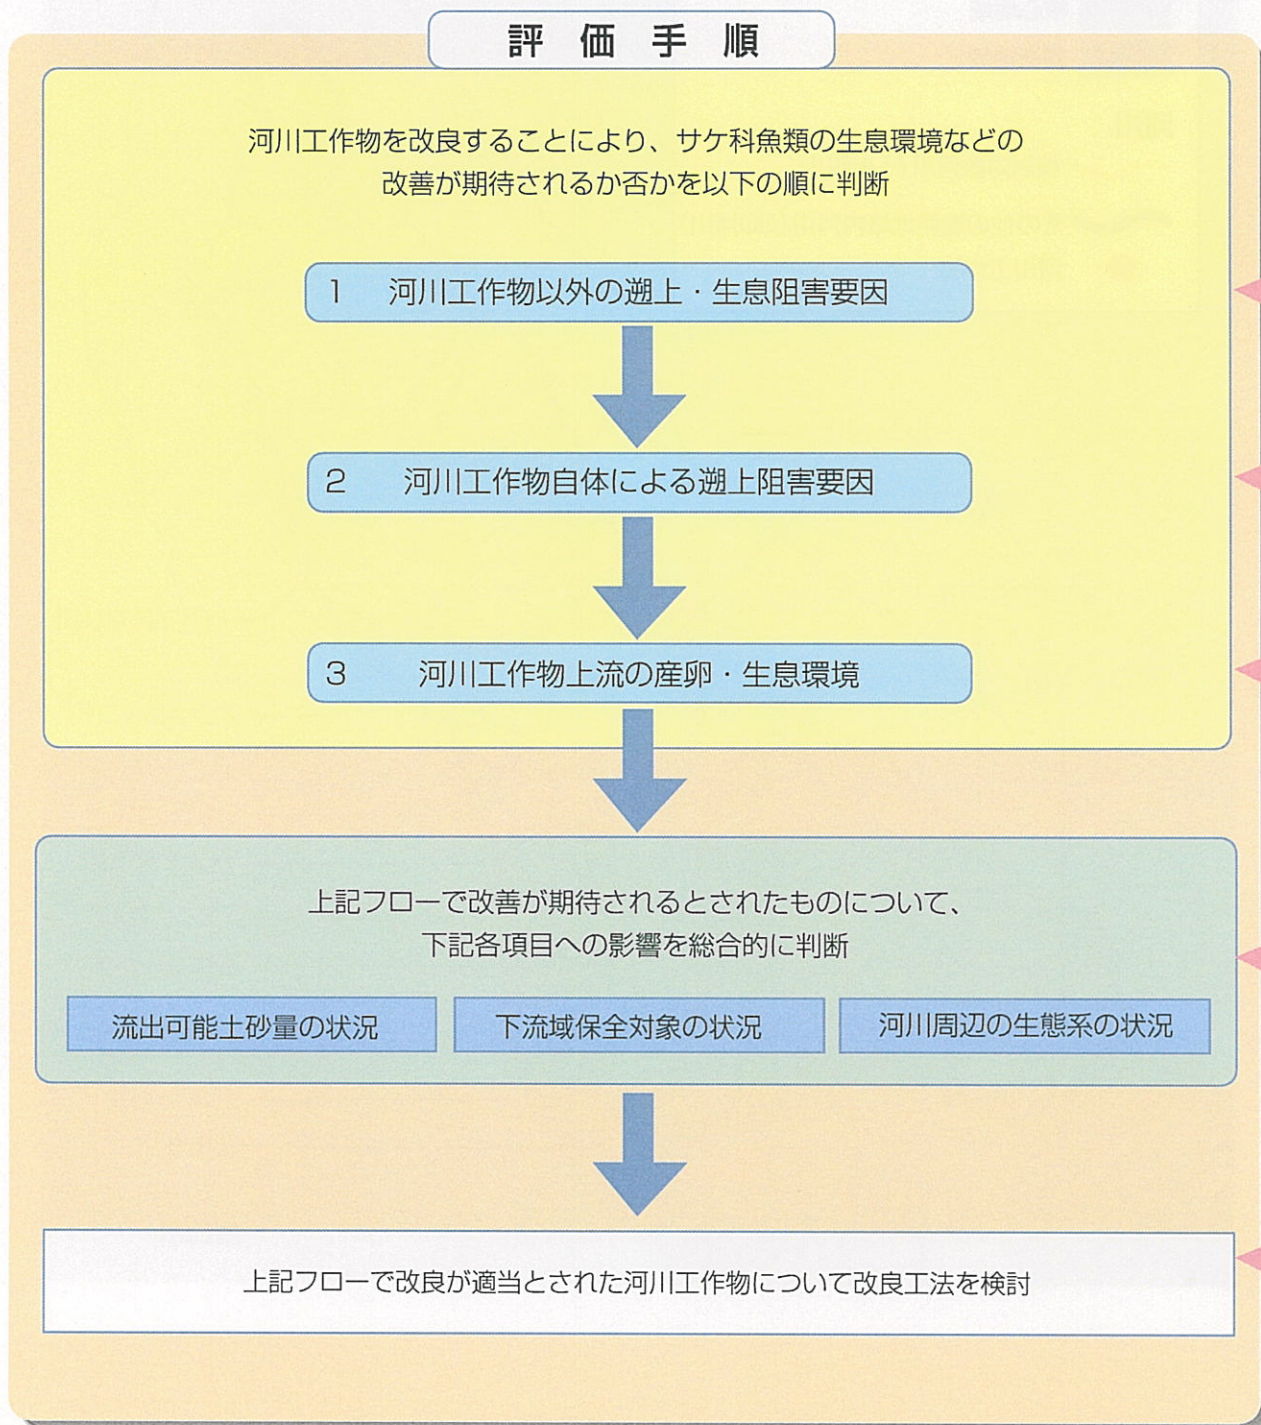 評価手順
河川工作物を改良することにより、サケ科魚類の生息環境などの
改善が期待されるか否かを以下の順に判断
1 河川工作物以外の遡上・生息阻害要因
2 河川工作物自体による遡上阻害要因
3 河川工作物上流の産卵・生息環境
上記フローで改善が期待されるとされたものについて、
下記各項目への影響を総合的に判断
流出可能土砂量の状況
下流域保全対象の状況
河川周辺の生態系の状況
上記フローで改良が適当とされた河川工作物について改良工法を検討